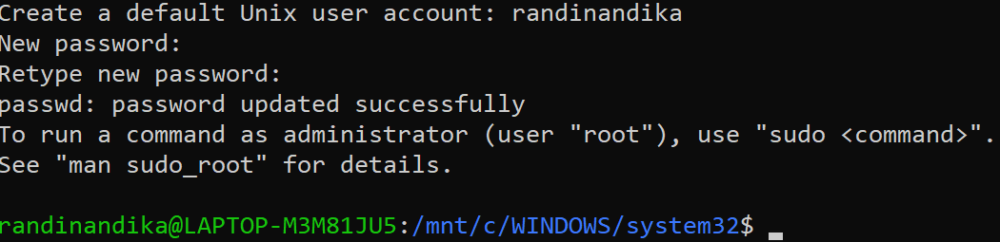 Create a default Unix user account: randinandika
New password:
Retype new password:
passwd: password updated successfully
To run a command as administrator (user "root"), use "sudo <command>".
See "man sudo_root" for details.
randinandika@LAPTOP-M3M81JU5:/mnt/c/WINDOWS/system32$